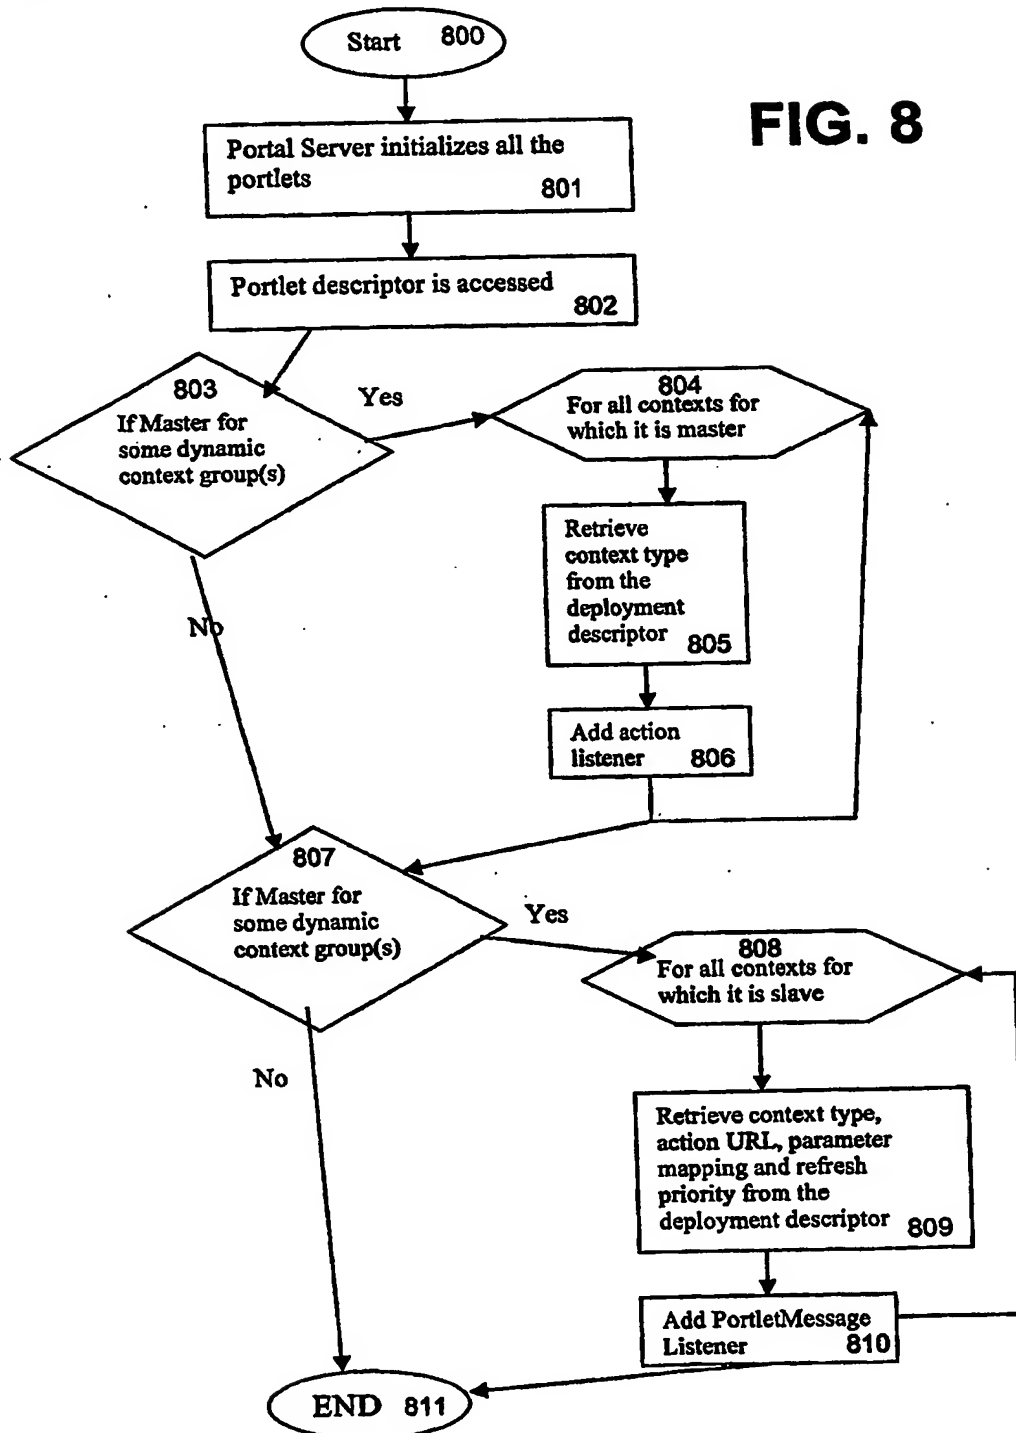 Start 800
FIG. 8
Portal Server initializes all the
portlets
801
Portlet descriptor is accessed
802
803
If Master for
some dynamic
context group(s)
Yes
804
For all contexts for
which it is master
Retrieve
context type
from the
deployment
descriptor 805
No
Add action
listener 806
807
If Master for
some dynamic
context group(s)
Yes
808
For all contexts for
which it is slave
No
Retrieve context type,
action URL, parameter
mapping and refresh
priority from the
deployment descriptor 809
Add PortletMessage
Listener 810
END 811